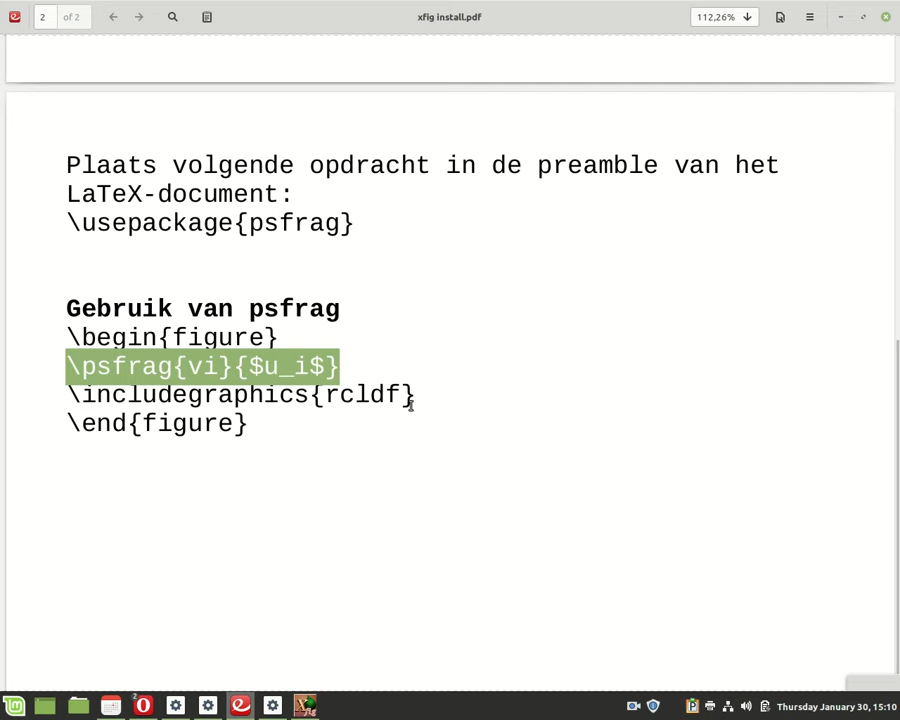 2 of 2 xfig install.pdf 112,26%
Plaats volgende opdracht in de preamble van het
LaTeX-document:
\usepackage{psfrag}
Gebruik van psfrag
\begin{figure}
\psfrag{vi}{$u_i$}
\includegraphics{rcldf}
\end{figure}
2 Thursday January 30, 15:10